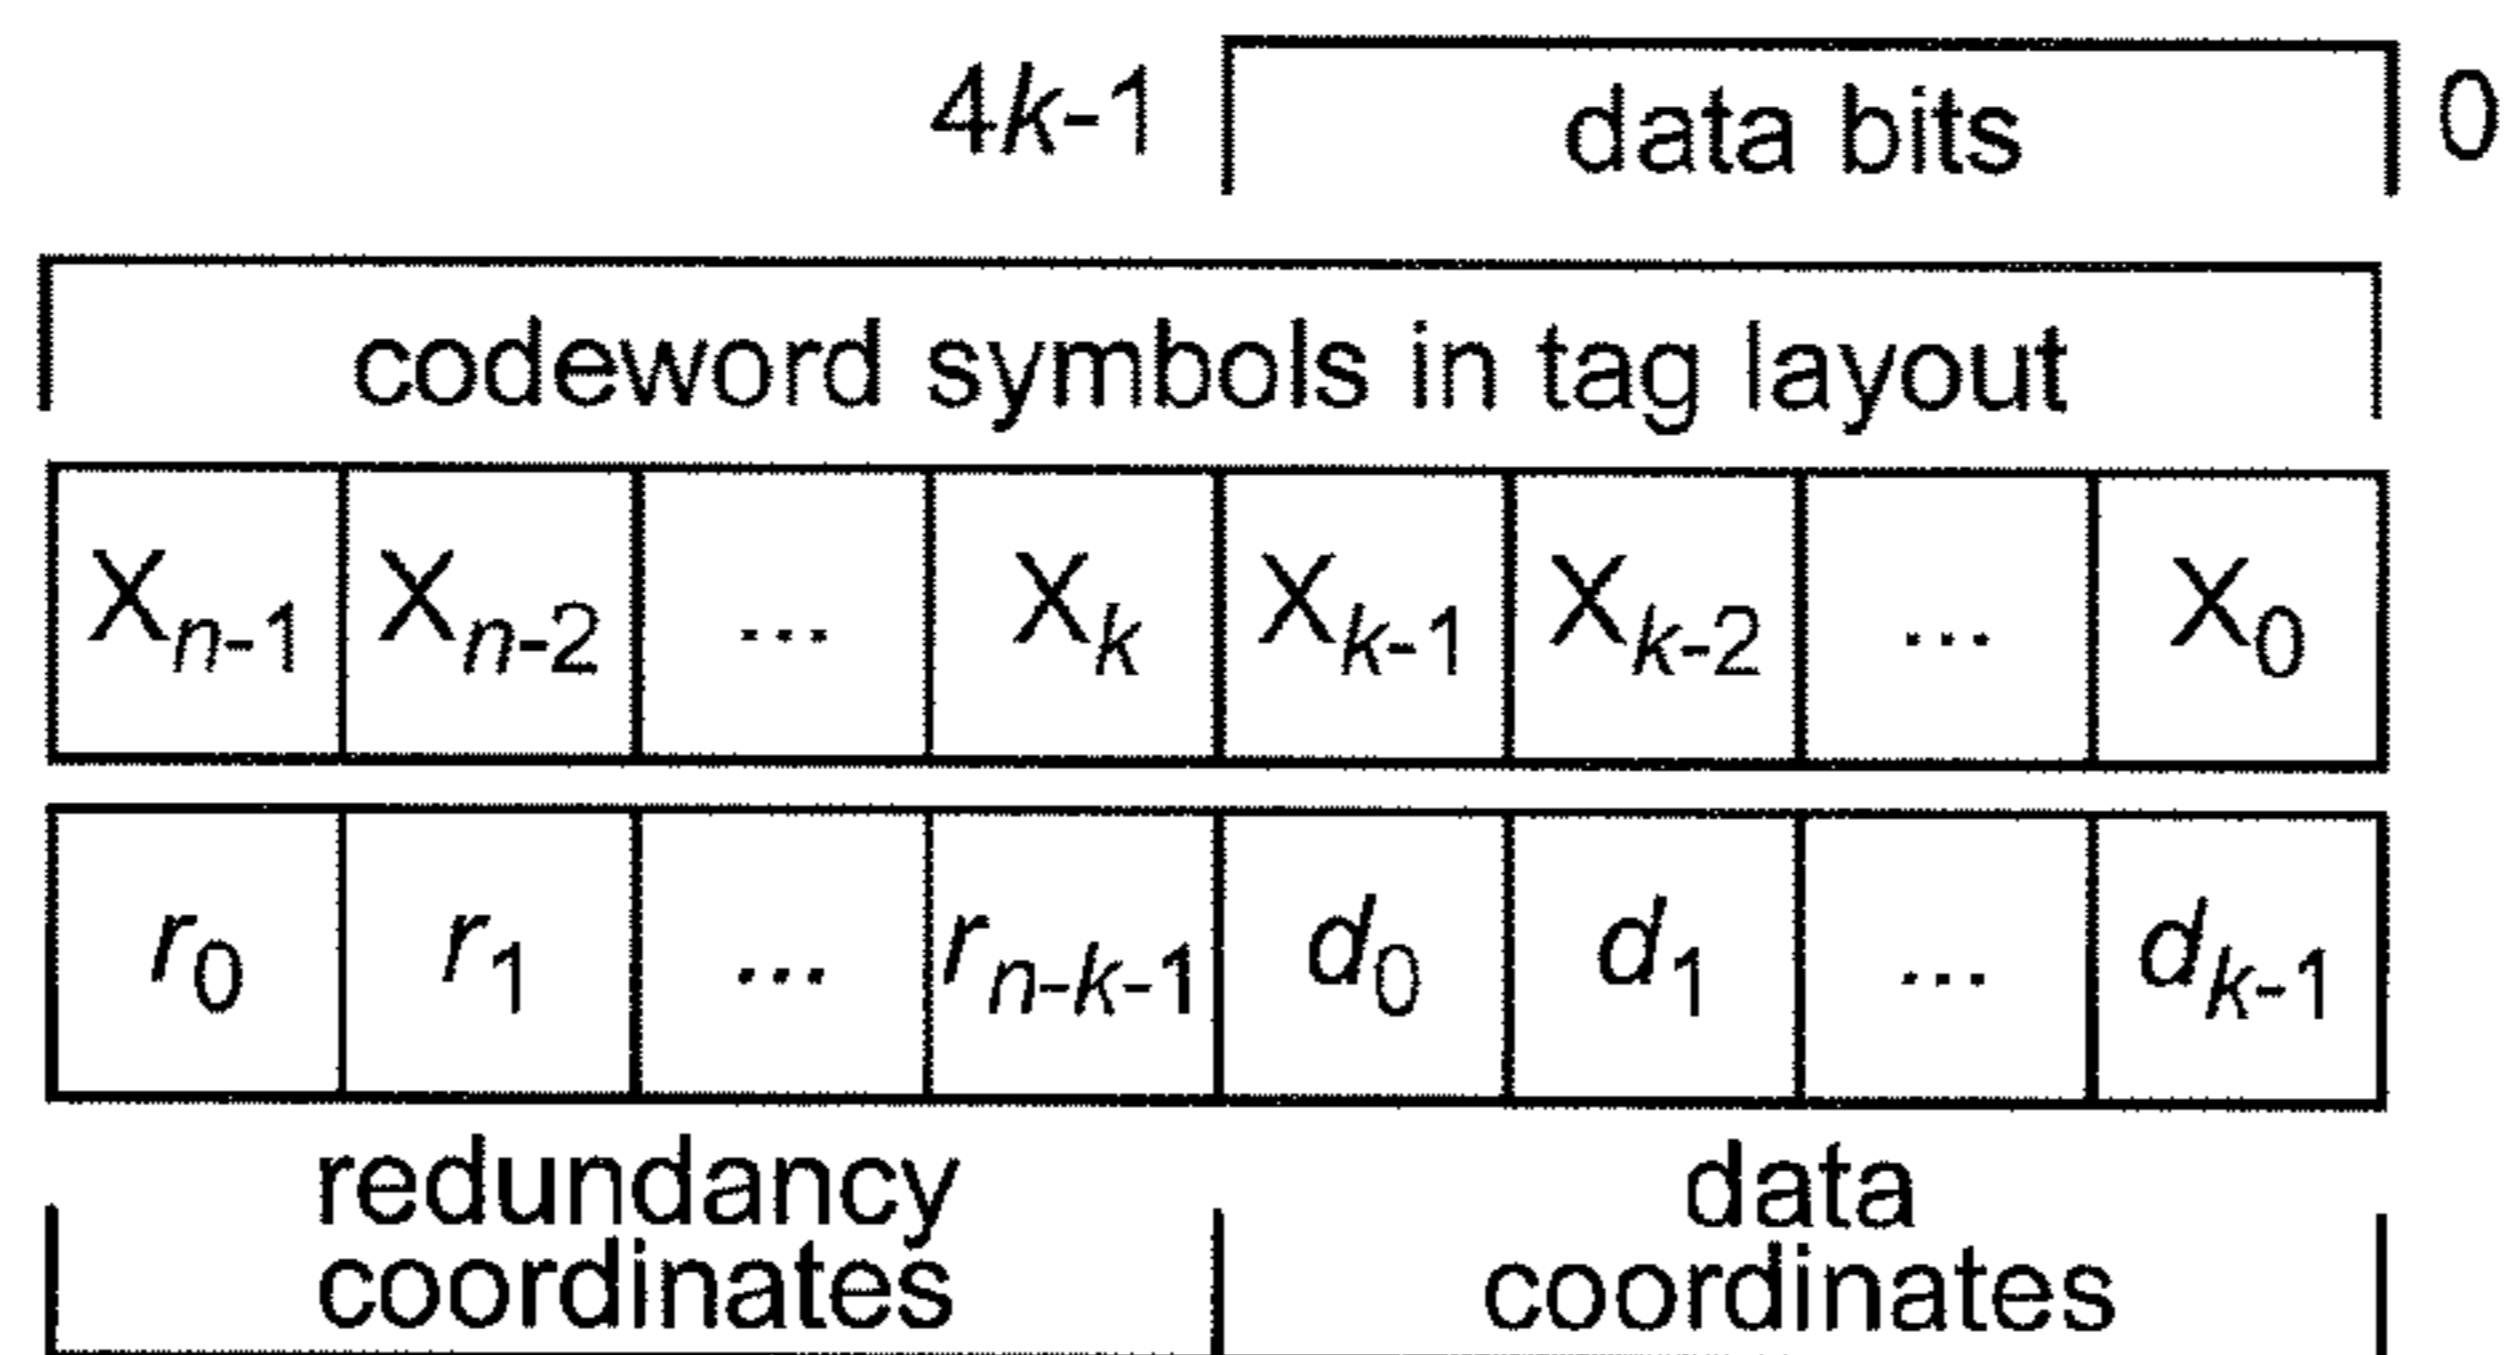 4k-1 data bits 0
codeword symbols in tag layout
Xn-1 Xn-2 ... Xk Xk-1 Xk-2 ... X0
r0 r1 ... rn-k-1 d0 d1 ... dk-1
redundancy data
coordinates coordinates